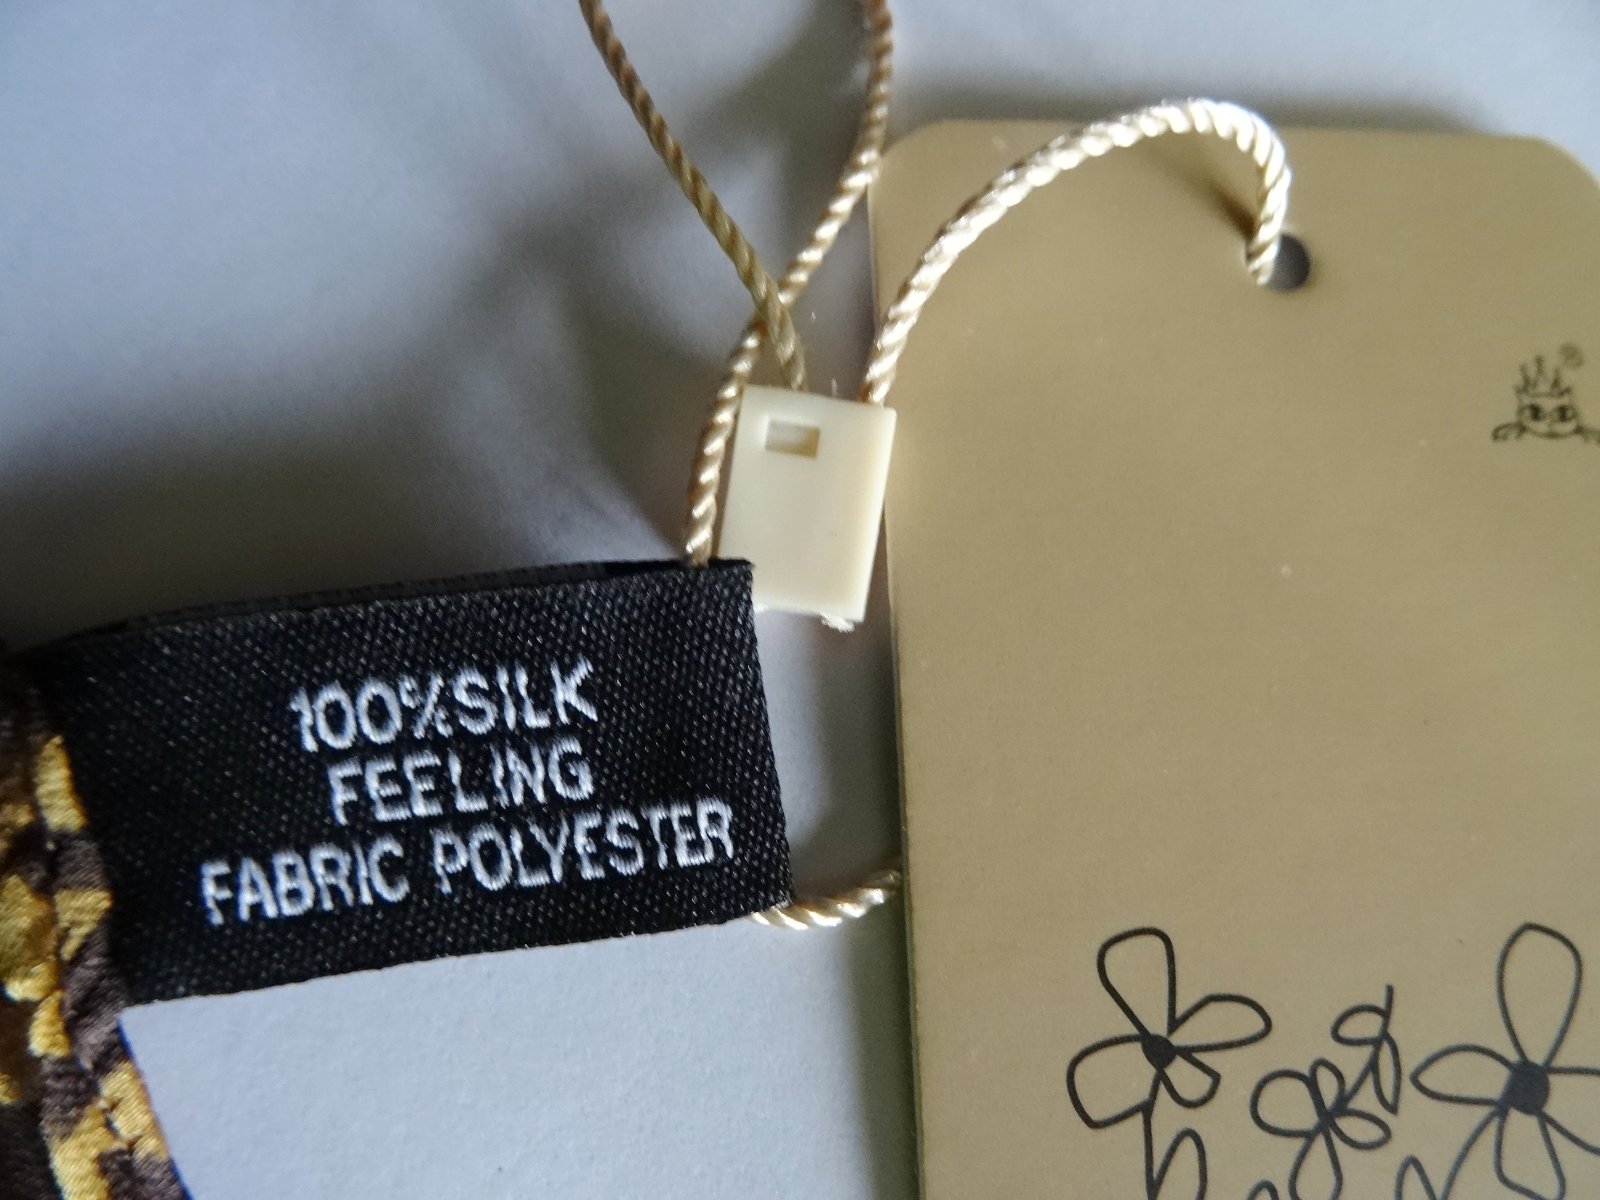 100%SILK
FEELING
FABRIC POLYESTER